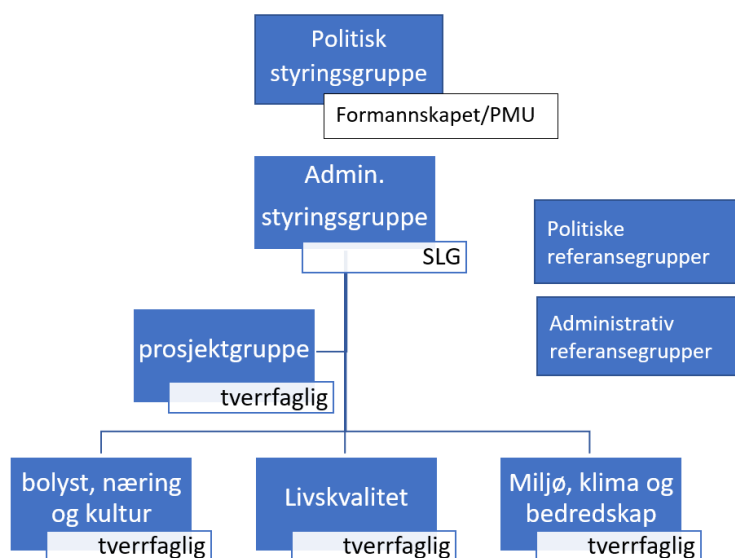 Politisk
styringsgruppe
Formannskapet/PMU
Admin.
styringsgruppe
SLG
Politiske
referansegrupper
Administrativ
referansegrupper
prosjektgruppe
tverrfaglig
bolyst, næring
og kultur
tverrfaglig
Livskvalitet
tverrfaglig
Miljø, klima og
bedredskap
tverrfaglig